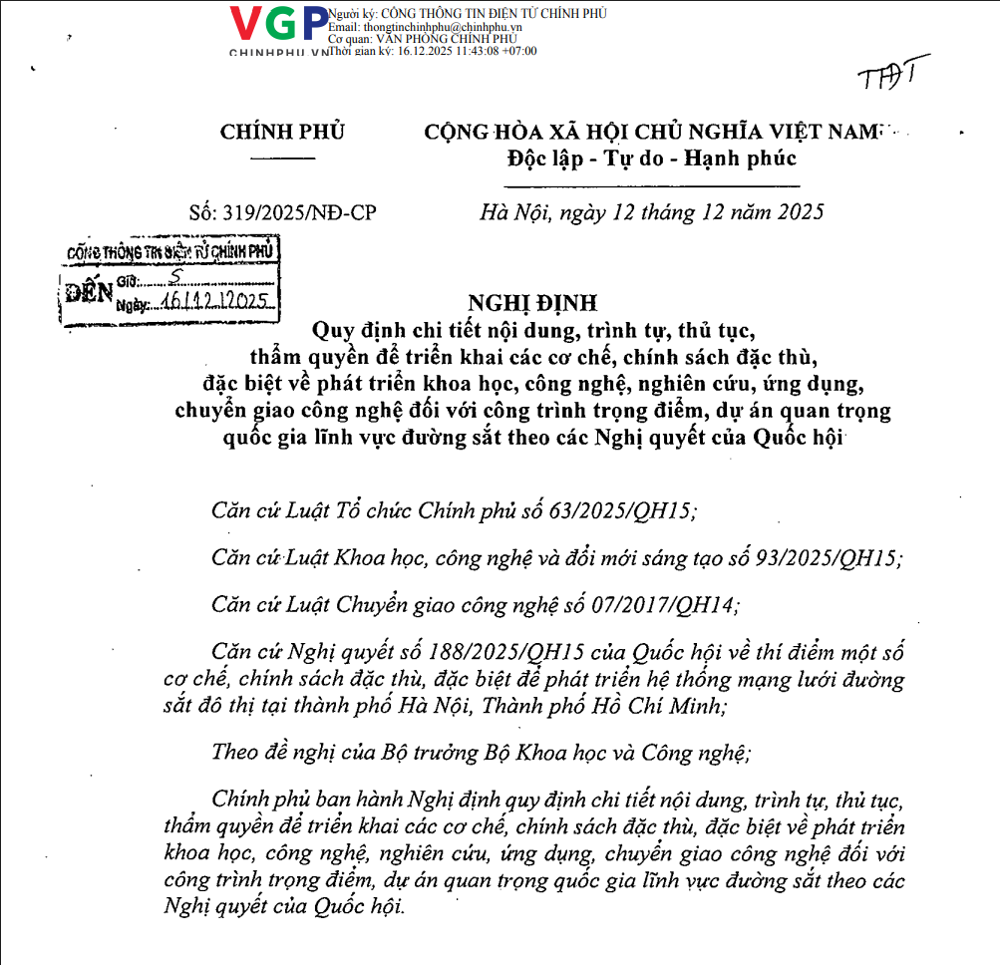 VGP
CHINHPHU.VN
Người ký: CỔNG THÔNG TIN ĐIỆN TỬ CHÍNH PHỦ
Email: thongtinchinhphu@chinhphu.vn
Cơ quan: VĂN PHÒNG CHÍNH PHỦ
Thời gian ký: 16.12.2025 11:43:08 +07:00
TTĐT
CHÍNH PHỦ
CỘNG HÒA XÃ HỘI CHỦ NGHĨA VIỆT NAM
Độc lập - Tự do - Hạnh phúc
Số: 319/2025/NĐ-CP
Hà Nội, ngày 12 tháng 12 năm 2025
CỔNG THÔNG TIN ĐIỆN TỬ CHÍNH PHỦ
ĐẾN
Giờ: S
Ngày: 16/12/2025
NGHỊ ĐỊNH
Quy định chi tiết nội dung, trình tự, thủ tục,
thẩm quyền để triển khai các cơ chế, chính sách đặc thù,
đặc biệt về phát triển khoa học, công nghệ, nghiên cứu, ứng dụng,
chuyển giao công nghệ đối với công trình trọng điểm, dự án quan trọng
quốc gia lĩnh vực đường sắt theo các Nghị quyết của Quốc hội
Căn cứ Luật Tổ chức Chính phủ số 63/2025/QH15;
Căn cứ Luật Khoa học, công nghệ và đổi mới sáng tạo số 93/2025/QH15;
Căn cứ Luật Chuyển giao công nghệ số 07/2017/QH14;
Căn cứ Nghị quyết số 188/2025/QH15 của Quốc hội về thí điểm một số
cơ chế, chính sách đặc thù, đặc biệt để phát triển hệ thống mạng lưới đường
sắt đô thị tại thành phố Hà Nội, Thành phố Hồ Chí Minh;
Theo đề nghị của Bộ trưởng Bộ Khoa học và Công nghệ;
Chính phủ ban hành Nghị định quy định chi tiết nội dung, trình tự, thủ tục,
thẩm quyền để triển khai các cơ chế, chính sách đặc thù, đặc biệt về phát triển
khoa học, công nghệ, nghiên cứu, ứng dụng, chuyển giao công nghệ đối với
công trình trọng điểm, dự án quan trọng quốc gia lĩnh vực đường sắt theo các
Nghị quyết của Quốc hội.